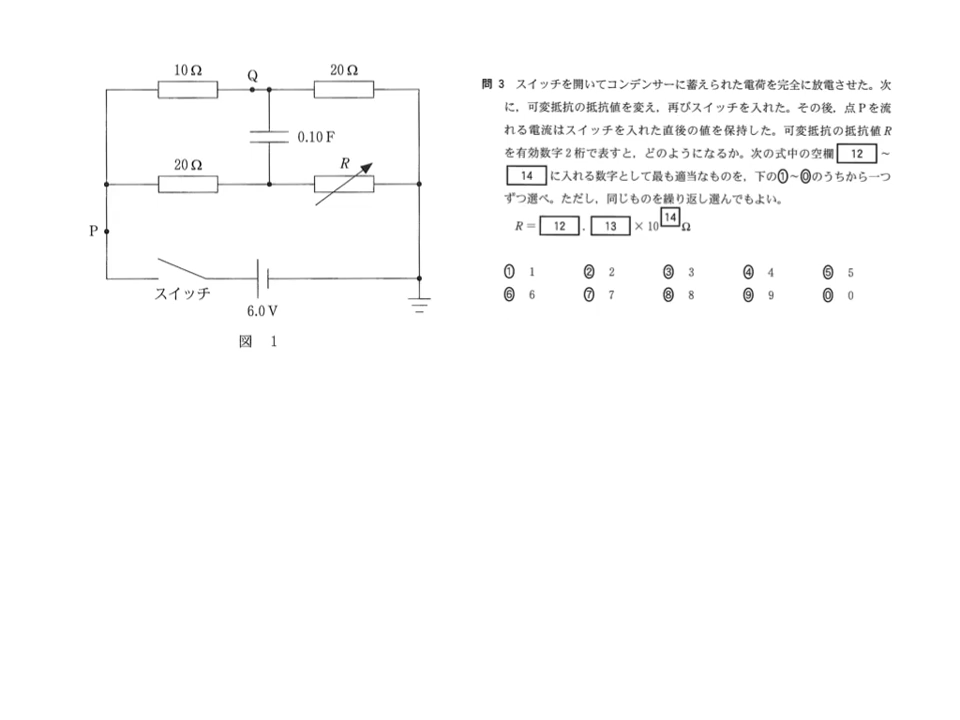 10 Ω
Q
20 Ω
0.10 F
20 Ω
R
P
スイッチ
6.0 V
図 1
問 3 スイッチを開いてコンデンサーに蓄えられた電荷を完全に放電させた。次
に，可変抵抗の抵抗値を変え，再びスイッチを入れた。その後，点Pを流
れる電流はスイッチを入れた直後の値を保持した。可変抵抗の抵抗値 R
を有効数字2桁で表すと，どのようになるか。次の式中の空欄 12 ～
14 に入れる数字として最も適当なものを，下の①～⓪のうちから一つ
ずつ選べ。ただし，同じものを繰り返し選んでもよい。
R = 12 . 13 × 10 14 Ω
① 1 ② 2 ③ 3 ④ 4 ⑤ 5
⑥ 6 ⑦ 7 ⑧ 8 ⑨ 9 ⓪ 0